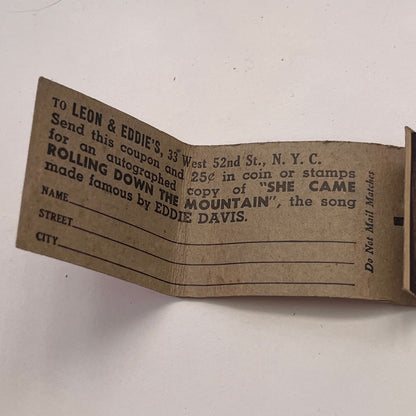 TO LEON & EDDIE'S, 33 West 52nd St., N. Y. C.
Send this coupon and 25¢ in coin or stamps
for an autographed copy of "SHE CAME
ROLLING DOWN THE MOUNTAIN", the song
made famous by EDDIE DAVIS.
NAME
STREET
CITY
Do Not Mail Matches